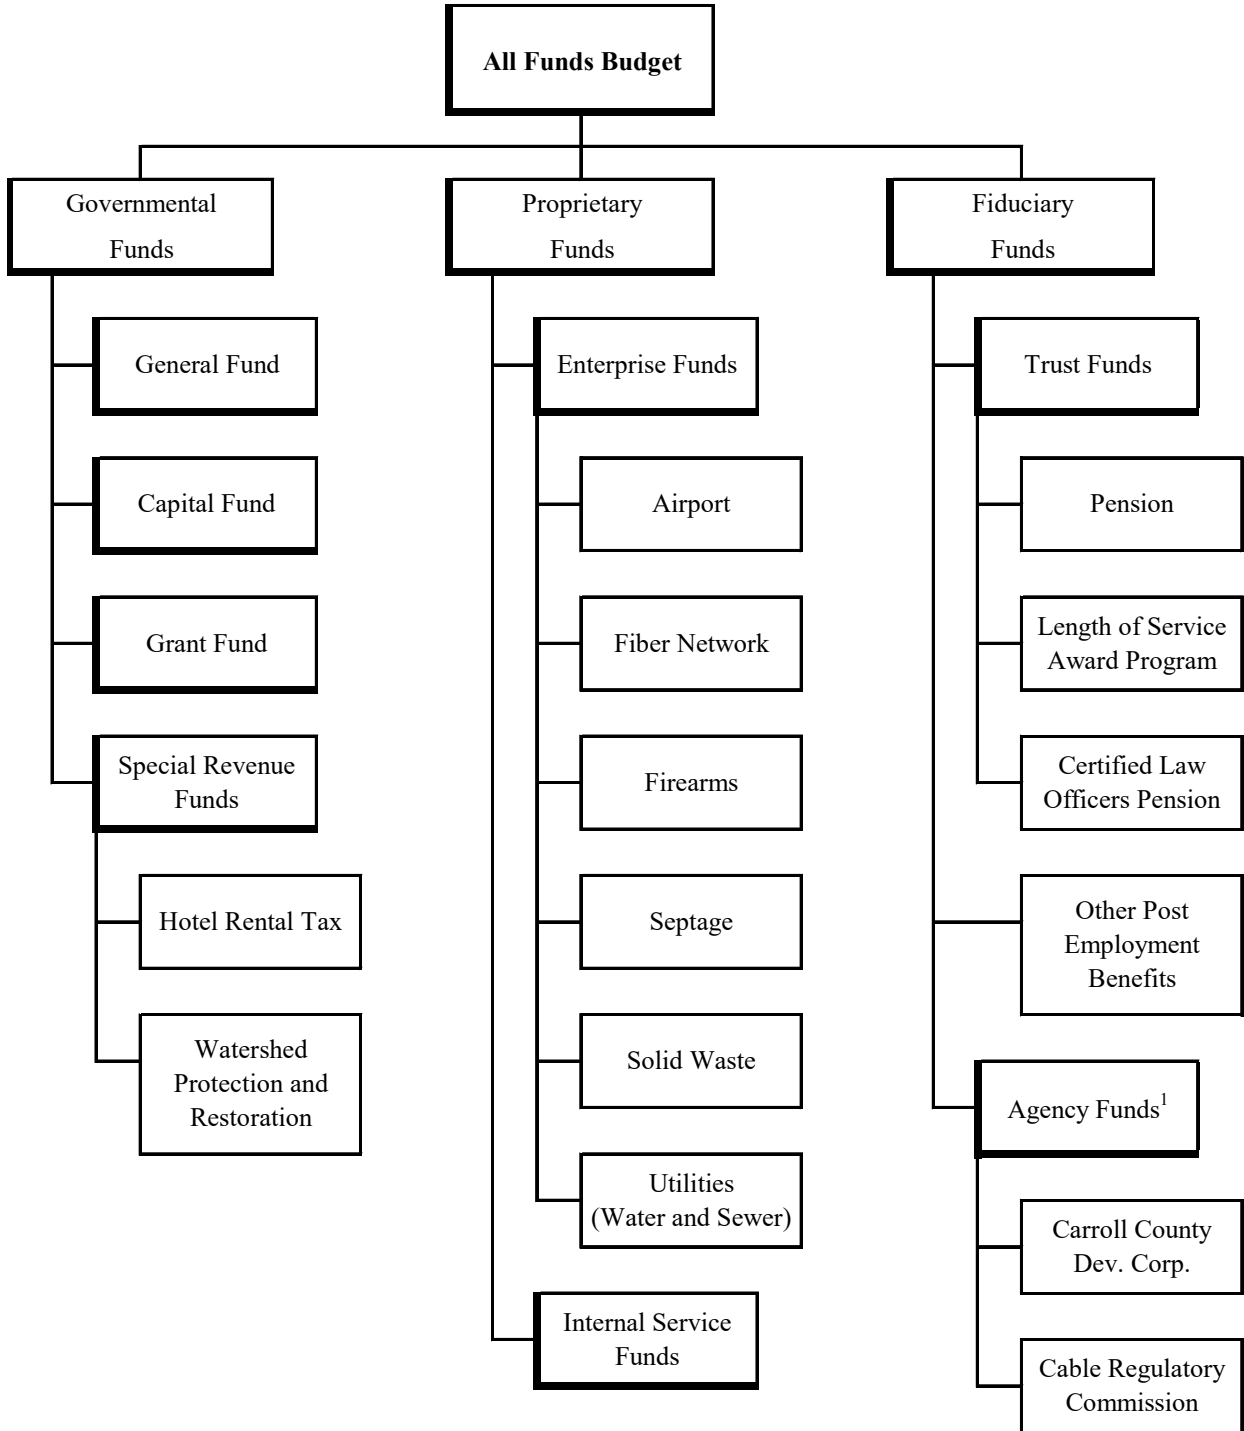 All Funds Budget
Governmental
Funds
Proprietary
Funds
Fiduciary
Funds
General Fund
Enterprise Funds
Trust Funds
Capital Fund
Airport
Pension
Grant Fund
Fiber Network
Length of Service
Award Program
Special Revenue
Funds
Firearms
Certified Law
Officers Pension
Hotel Rental Tax
Septage
Other Post
Employment
Benefits
Watershed
Protection and
Restoration
Solid Waste
Agency Funds¹
Utilities
(Water and Sewer)
Carroll County
Dev. Corp.
Internal Service
Funds
Cable Regulatory
Commission